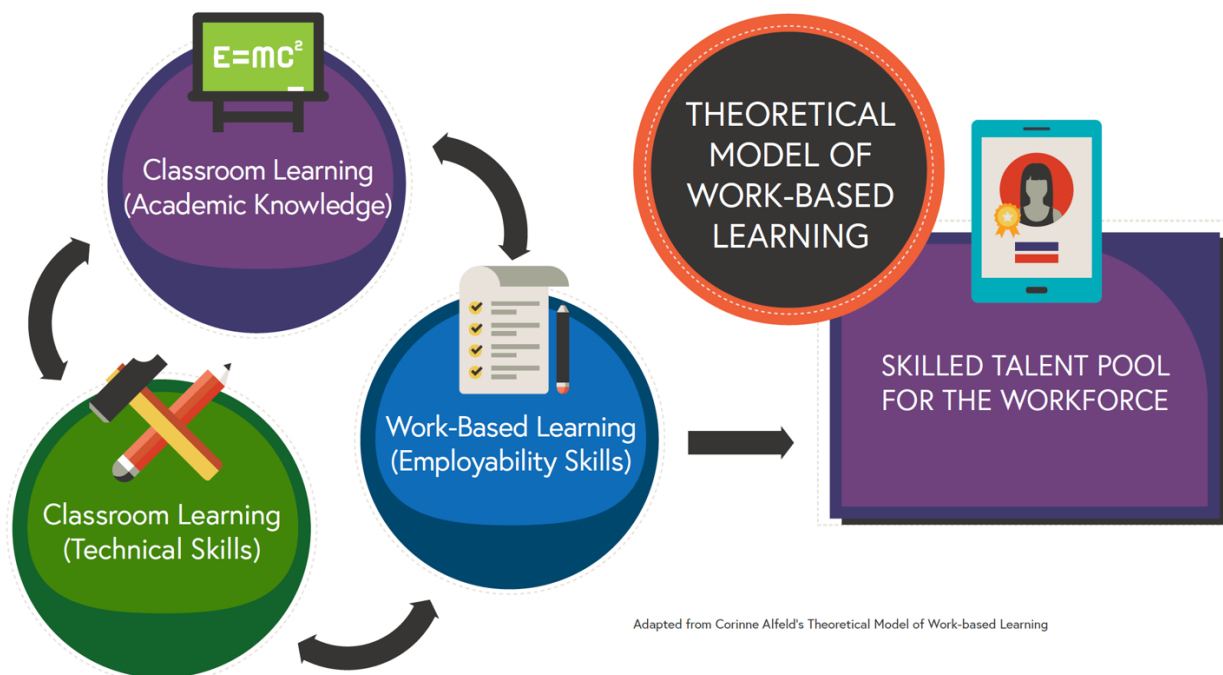 E=mc²
Classroom Learning
(Academic Knowledge)
THEORETICAL
MODEL OF
WORK-BASED
LEARNING
SKILLED TALENT POOL
FOR THE WORKFORCE
Work-Based Learning
(Employability Skills)
Classroom Learning
(Technical Skills)
Adapted from Corinne Alfeld's Theoretical Model of Work-based Learning